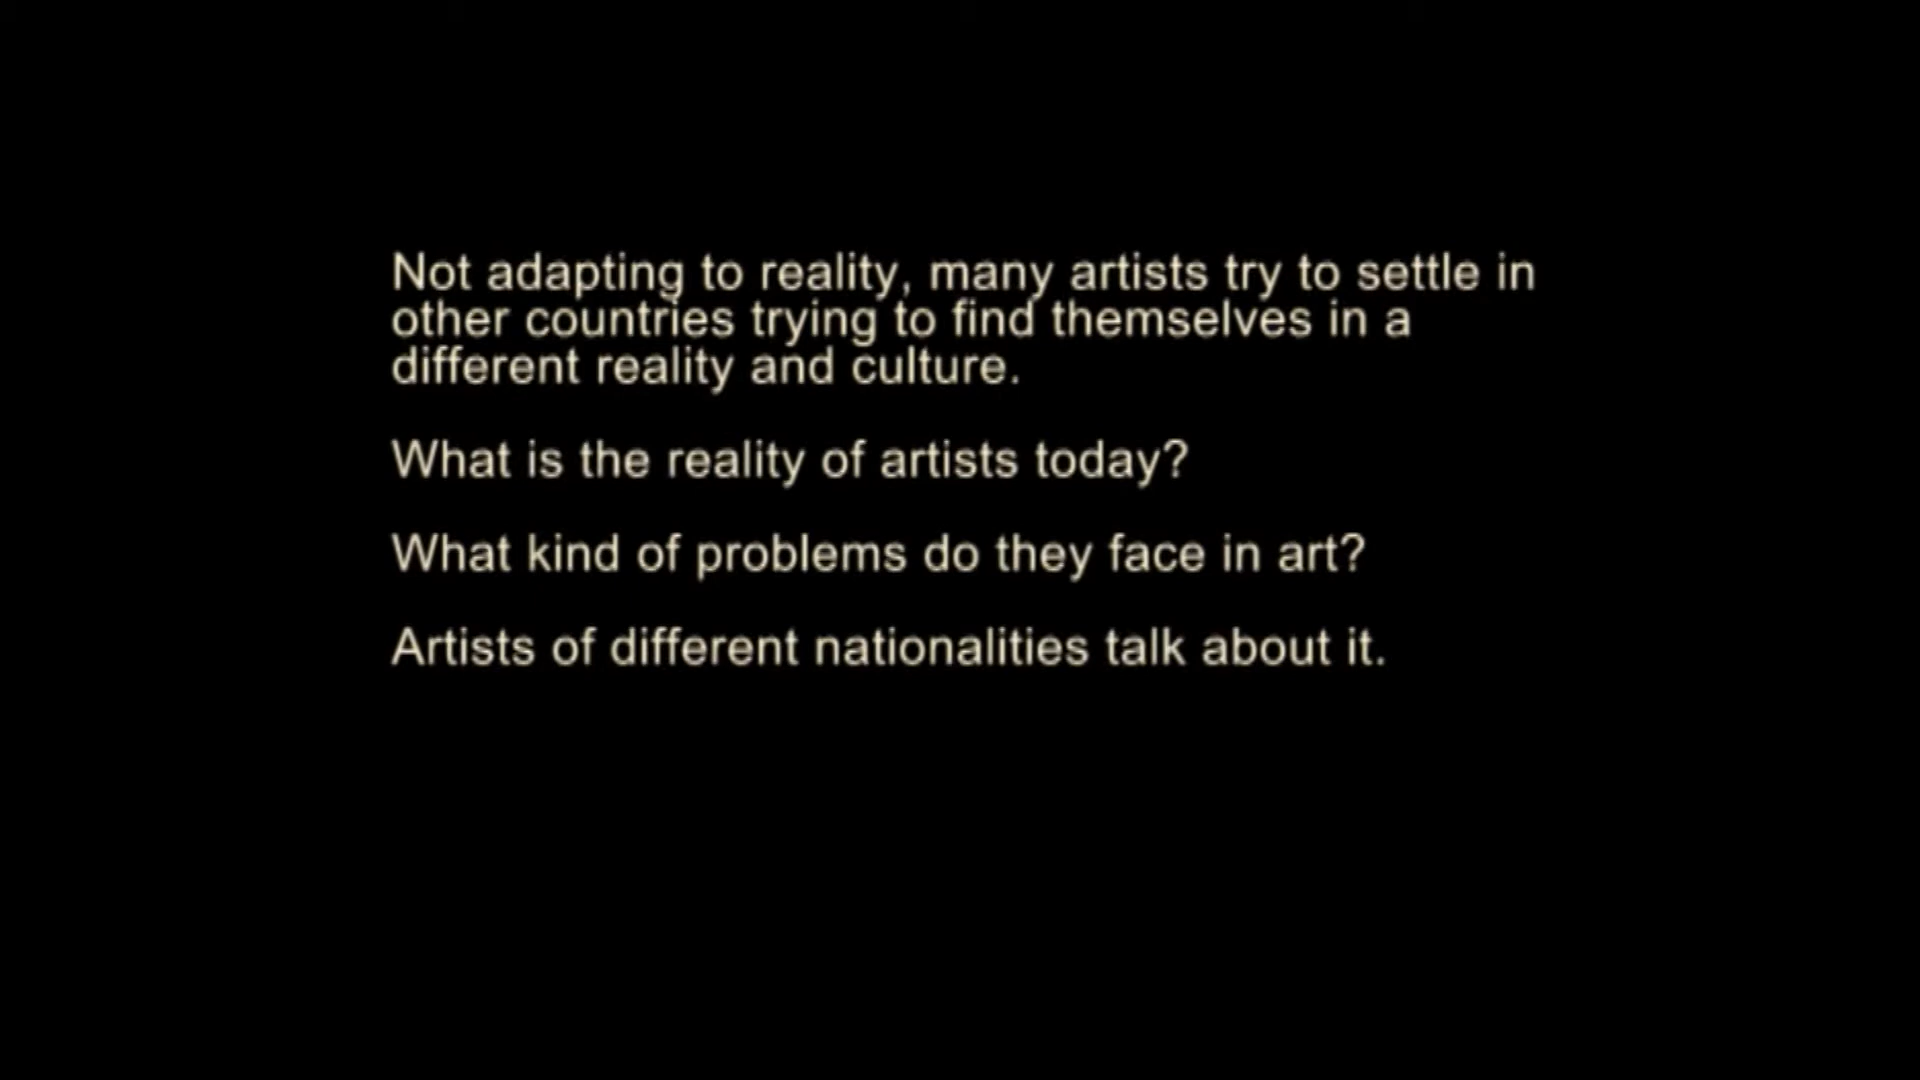 Not adapting to reality, many artists try to settle in
other countries trying to find themselves in a
different reality and culture.
What is the reality of artists today?
What kind of problems do they face in art?
Artists of different nationalities talk about it.